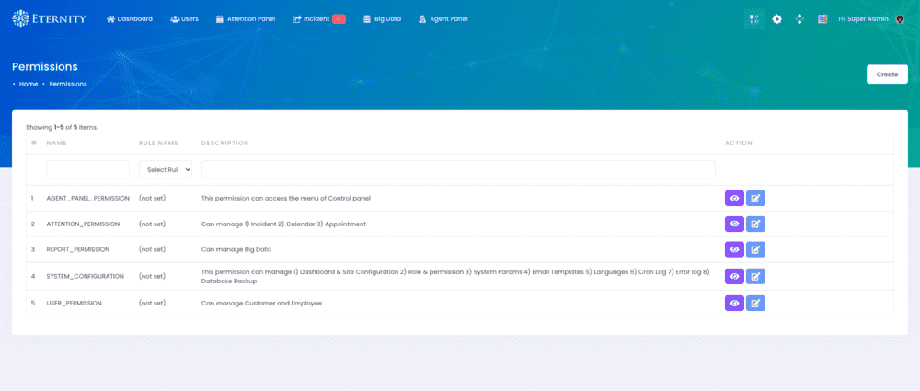 ETERNITY
Dashboard
Users
Attention Panel
Incident
Big Data
Agent Panel
Hi Super Admin
Permissions
• Home • Permissions
Create
Showing 1-5 of 5 items.
# NAME RULE NAME DESCRIPTION ACTION
Select Rul
1 AGENT_PANEL_PERMISSION (not set) This permission can access the menu of Control panel
2 ATTENTION_PERMISSION (not set) Can manage 1) Incident 2) Calendar 3) Appointment
3 REPORT_PERMISSION (not set) Can manage Big Data
4 SYSTEM_CONFIGURATION (not set) This permission can manage 1) Dashboard & Site Configuration 2) Role & permission 3) System Params 4) Email Templates 5) Languages 6) Cron Log 7) Error log 8)
Database Backup
5 USER_PERMISSION (not set) Can manage Customer and Employee